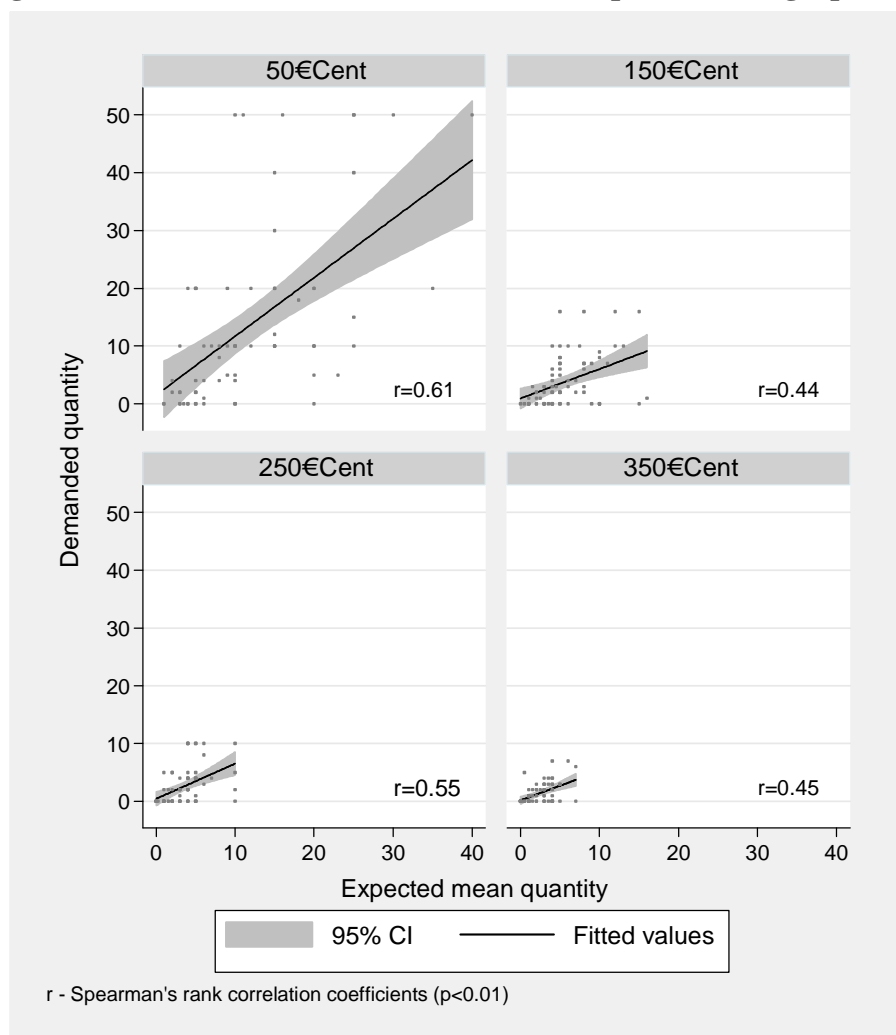 50€Cent 150€Cent
50
40
30
20
10
0
r=0.61 r=0.44
Demanded quantity
250€Cent 350€Cent
50
40
30
20
10
0
r=0.55 r=0.45
0 10 20 30 40 0 10 20 30 40
Expected mean quantity
95% CI Fitted values
r - Spearman's rank correlation coefficients (p<0.01)